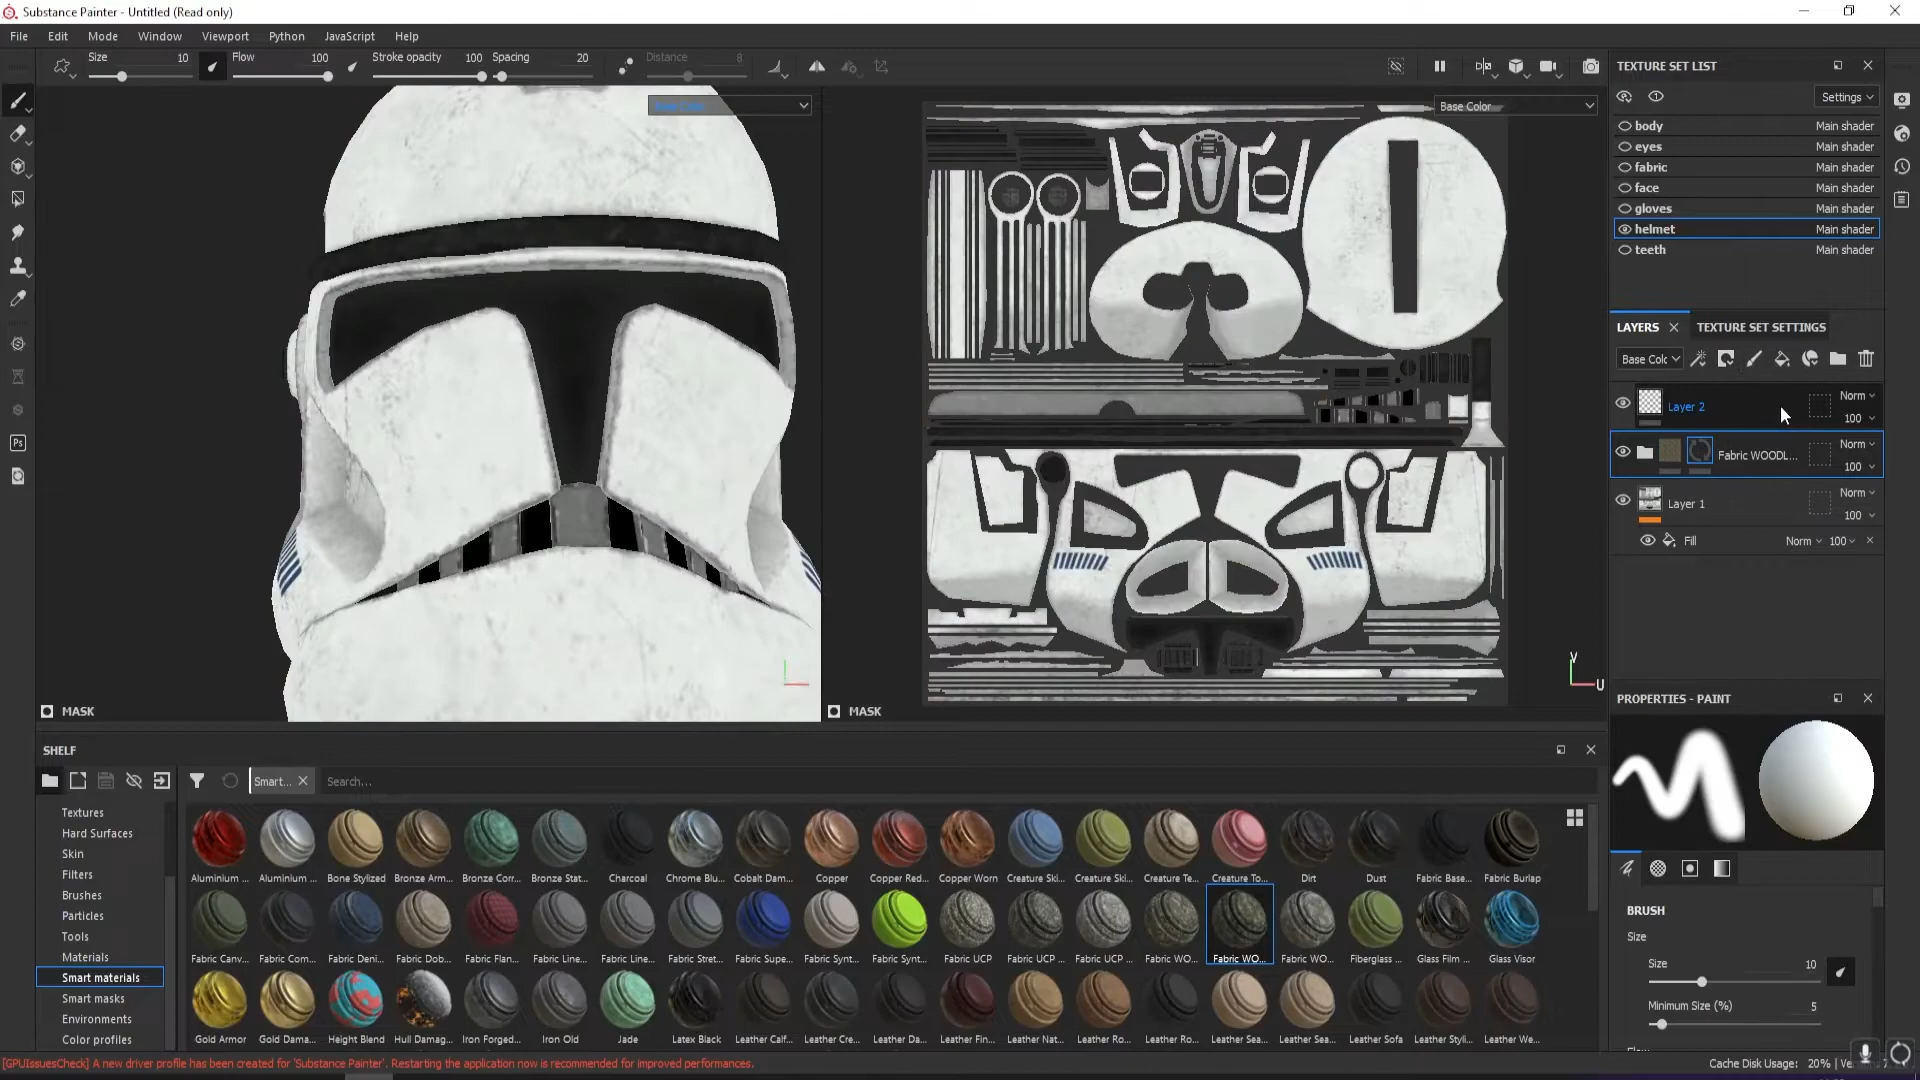 Substance Painter - Untitled (Read only)
File Edit Mode Window Viewport Python JavaScript Help
Size 10 Flow 100 Stroke opacity 100 Spacing 20 Distance 8
Base Color
Base Color
MASK
MASK
TEXTURE SET LIST
Settings
body Main shader
eyes Main shader
fabric Main shader
face Main shader
gloves Main shader
helmet Main shader
teeth Main shader
LAYERS TEXTURE SET SETTINGS
Base Colc
Layer 2 Norm 100
Fabric WOODL... Norm 100
Layer 1 Norm 100
Fill Norm 100
V
U
PROPERTIES - PAINT
BRUSH
Size
Size 10
Minimum Size (%) 5
SHELF
Smart... Search...
Textures
Hard Surfaces
Skin
Filters
Brushes
Particles
Tools
Materials
Smart materials
Smart masks
Environments
Color profiles
Aluminium ... Aluminium ... Bone Stylized Bronze Arm... Bronze Corr... Bronze Stat... Charcoal Chrome Blu... Cobalt Dam... Copper Copper Red... Copper Worn Creature Ski... Creature Ski... Creature Te... Creature To... Dirt Dust Fabric Base... Fabric Burlap
Fabric Canv... Fabric Com... Fabric Deni... Fabric Dob... Fabric Flan... Fabric Line... Fabric Line... Fabric Stret... Fabric Supe... Fabric Synt... Fabric Synt... Fabric UCP Fabric UCP ... Fabric UCP ... Fabric WO... Fabric WO... Fabric WO... Fiberglass ... Glass Film ... Glass Visor
Gold Armor Gold Dama... Height Blend Hull Damag... Iron Forged... Iron Old Jade Latex Black Leather Calf... Leather Cre... Leather Da... Leather Fin... Leather Nat... Leather Ro... Leather Ro... Leather Sea... Leather Sea... Leather Sofa Leather Styli... Leather We...
[GPUIssuesCheck] A new driver profile has been created for 'Substance Painter'. Restarting the application now is recommended for improved performances.
Cache Disk Usage: 20% | Ve